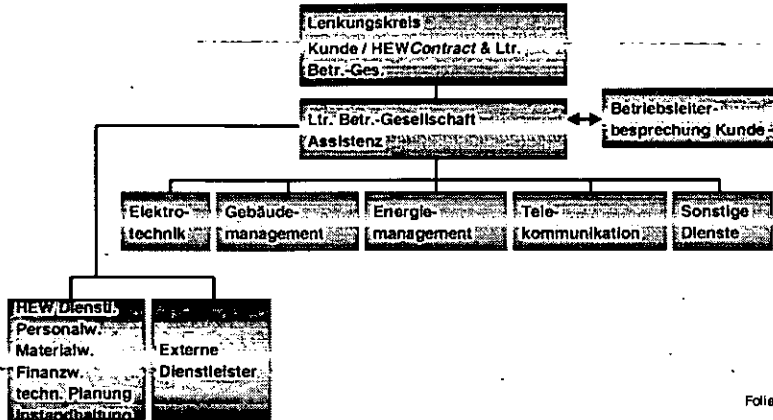 Lenkungskreis
Kunde / HEWContract & Ltr.
Betr.-Ges.
Ltr. Betr.-Gesellschaft
Assistenz
Betriebsleiter-
besprechung Kunde
Elektro-
technik
Gebäude-
management
Energie-
management
Tele-
kommunikation
Sonstige
Dienste
HEW Dienstl.
Personalw.
Materialw.
Finanzw.
techn. Planung
Instandhaltung
Externe
Dienstleister
Folie